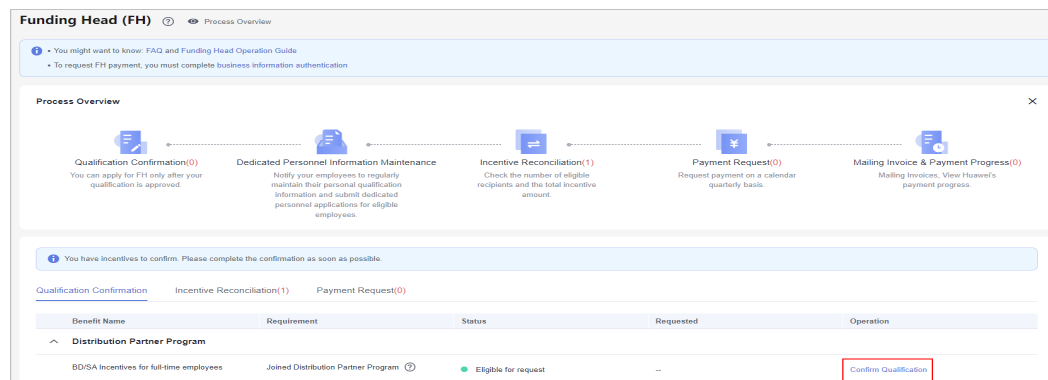 Funding Head (FH) ? Process Overview
• You might want to know: FAQ and Funding Head Operation Guide
• To request FH payment, you must complete business information authentication
Process Overview
Qualification Confirmation(0)
You can apply for FH only after your
qualification is approved.
Dedicated Personnel Information Maintenance
Notify your employees to regularly
maintain their personal qualification
information and submit dedicated
personnel applications for eligible
employees.
Incentive Reconciliation(1)
Check the number of eligible
recipients and the total incentive
amount.
Payment Request(0)
Request payment on a calendar
quarterly basis.
Mailing Invoice & Payment Progress(0)
Mailing Invoices, View Huawei's
payment progress.
You have incentives to confirm. Please complete the confirmation as soon as possible.
Qualification Confirmation Incentive Reconciliation(1) Payment Request(0)
Benefit Name Requirement Status Requested Operation
Distribution Partner Program
BD/SA Incentives for full-time employees Joined Distribution Partner Program ? Eligible for request -- Confirm Qualification